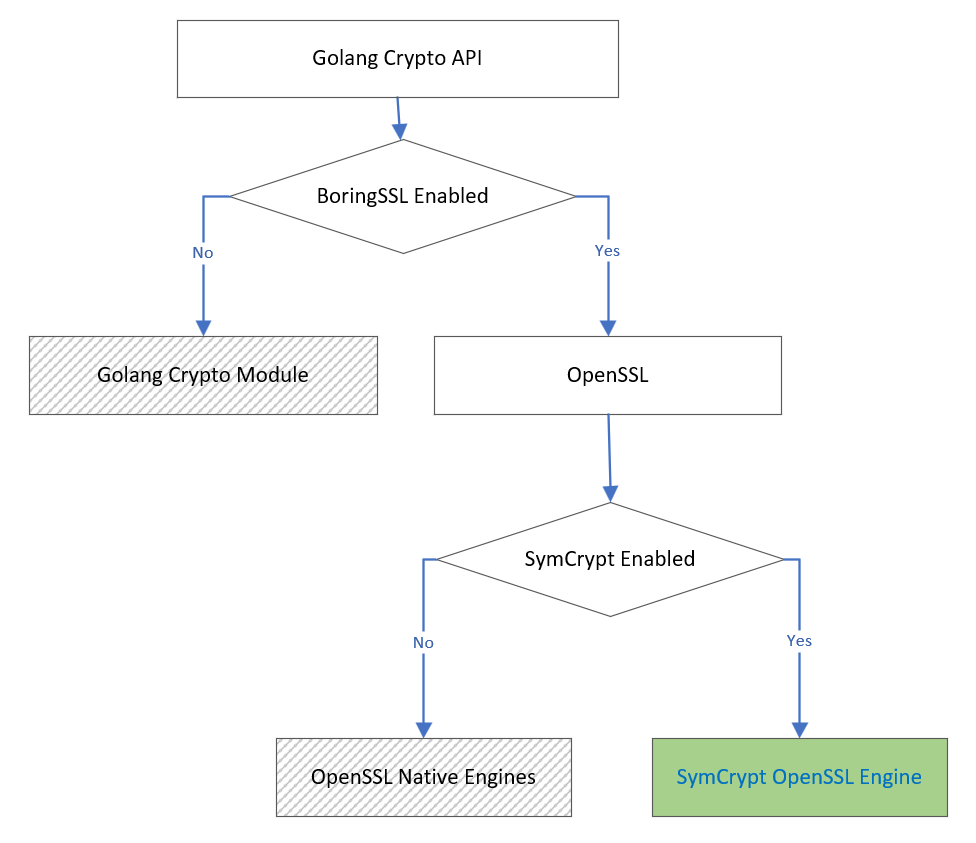 Golang Crypto API
BoringSSL Enabled
No
Yes
Golang Crypto Module
OpenSSL
SymCrypt Enabled
No
Yes
OpenSSL Native Engines
SymCrypt OpenSSL Engine